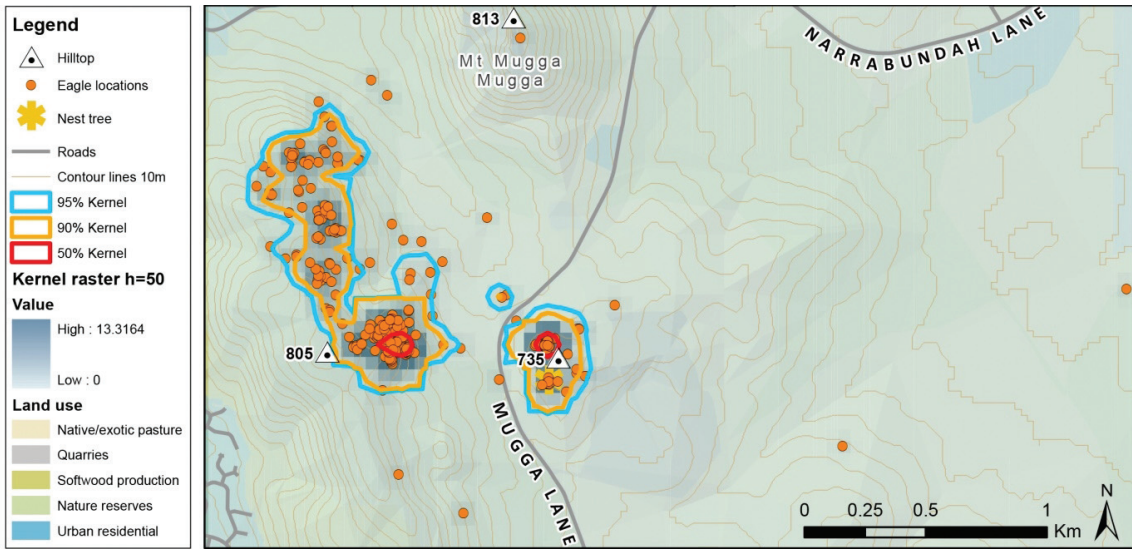 Legend
Hilltop
Eagle locations
Nest tree
Roads
Contour lines 10m
95% Kernel
90% Kernel
50% Kernel
Kernel raster h=50
Value
High : 13.3164
Low : 0
Land use
Native/exotic pasture
Quarries
Softwood production
Nature reserves
Urban residential
813
Mt Mugga
Mugga
NARRABUNDAH LANE
805
735
MUGGA LANE
N
0 0.25 0.5 1
Km